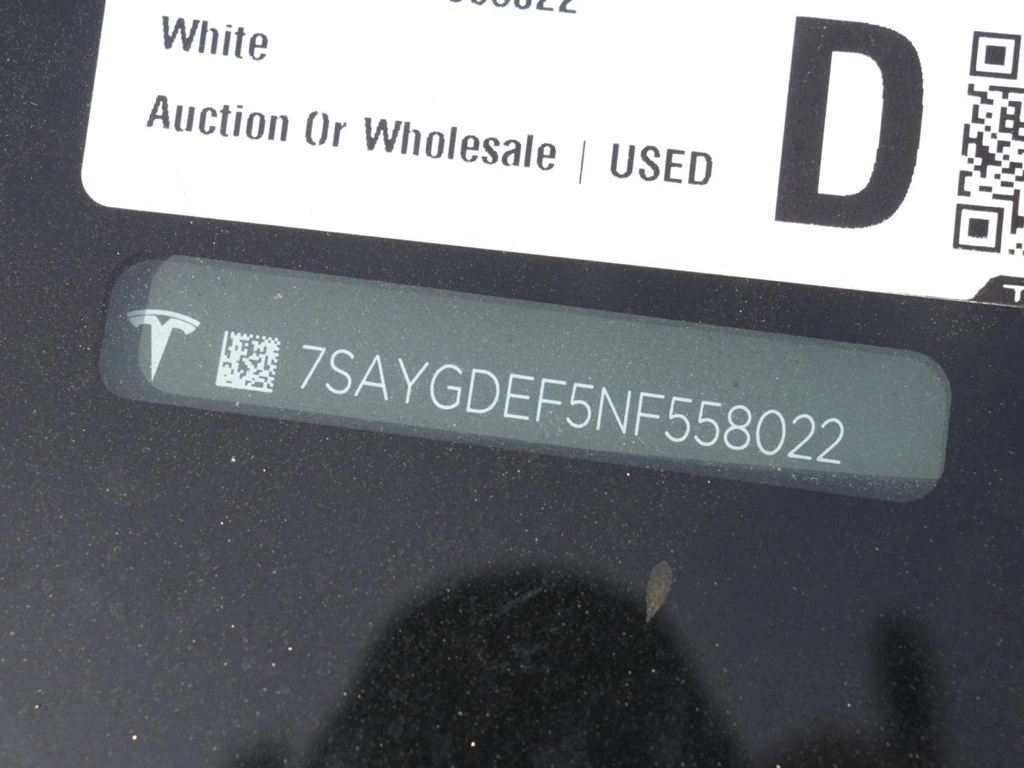 White
Auction Or Wholesale | USED
D
7SAYGDEF5NF558022